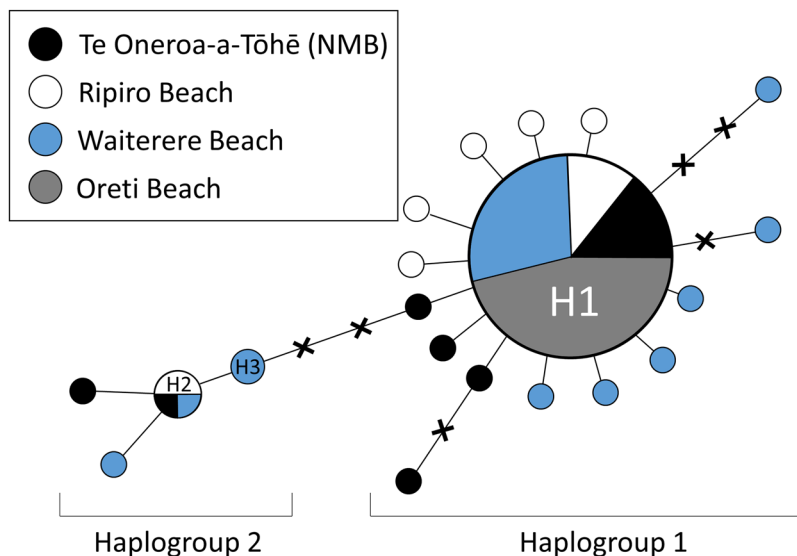 Te Oneroa-a-Tōhē (NMB)
Ripiro Beach
Waiterere Beach
Oreti Beach
H1
H3
H2
Haplogroup 2
Haplogroup 1